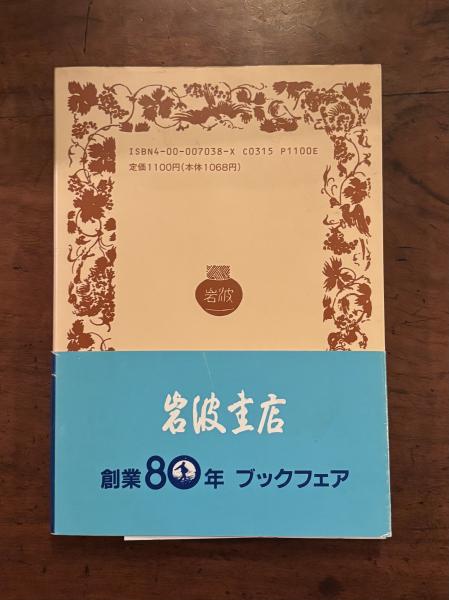 ISBN4-00-007038-X C0315 P1100E
定価1100円(本体1068円)
岩波
岩波書店
創業80年 ブックフェア